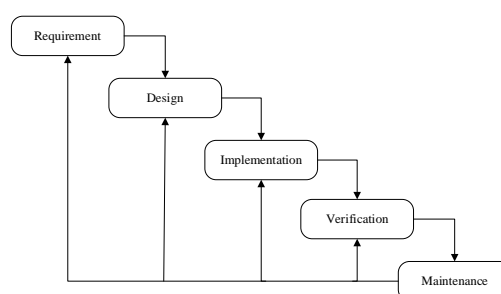 Requirement
Design
Implementation
Verification
Maintenance